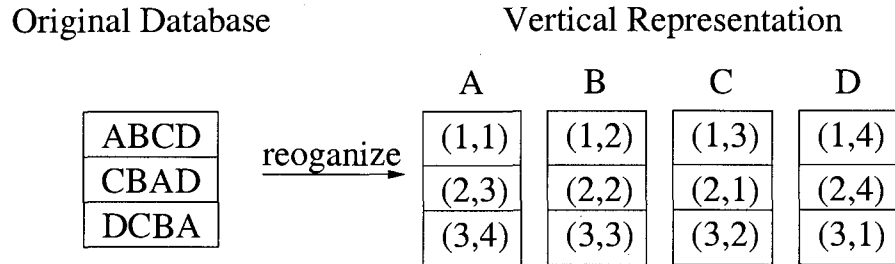 Original Database Vertical Representation
A B C D
ABCD (1,1) (1,2) (1,3) (1,4)
reoganize
CBAD (2,3) (2,2) (2,1) (2,4)
DCBA (3,4) (3,3) (3,2) (3,1)